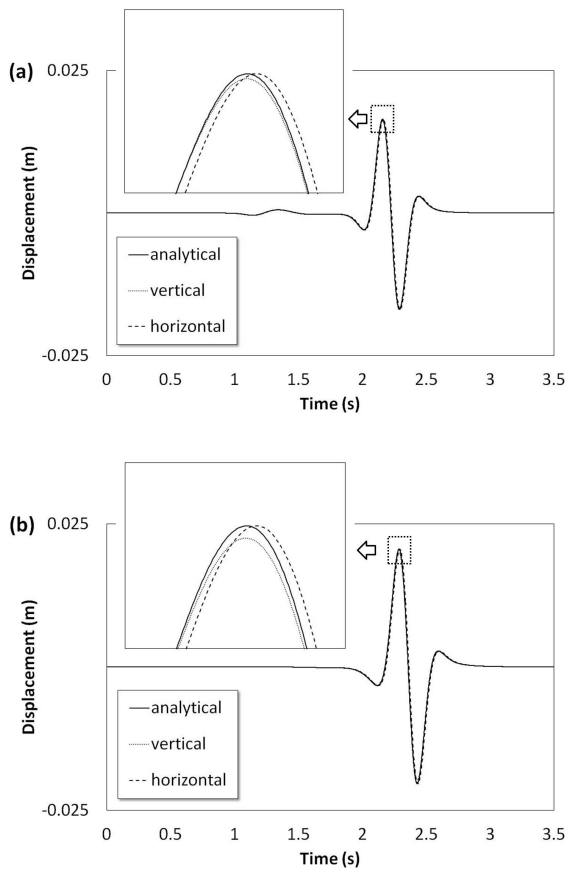 (a)
0.025
Displacement (m)
analytical
vertical
horizontal
-0.025
0 0.5 1 1.5 2 2.5 3 3.5
Time (s)
(b)
0.025
Displacement (m)
analytical
vertical
horizontal
-0.025
0 0.5 1 1.5 2 2.5 3 3.5
Time (s)